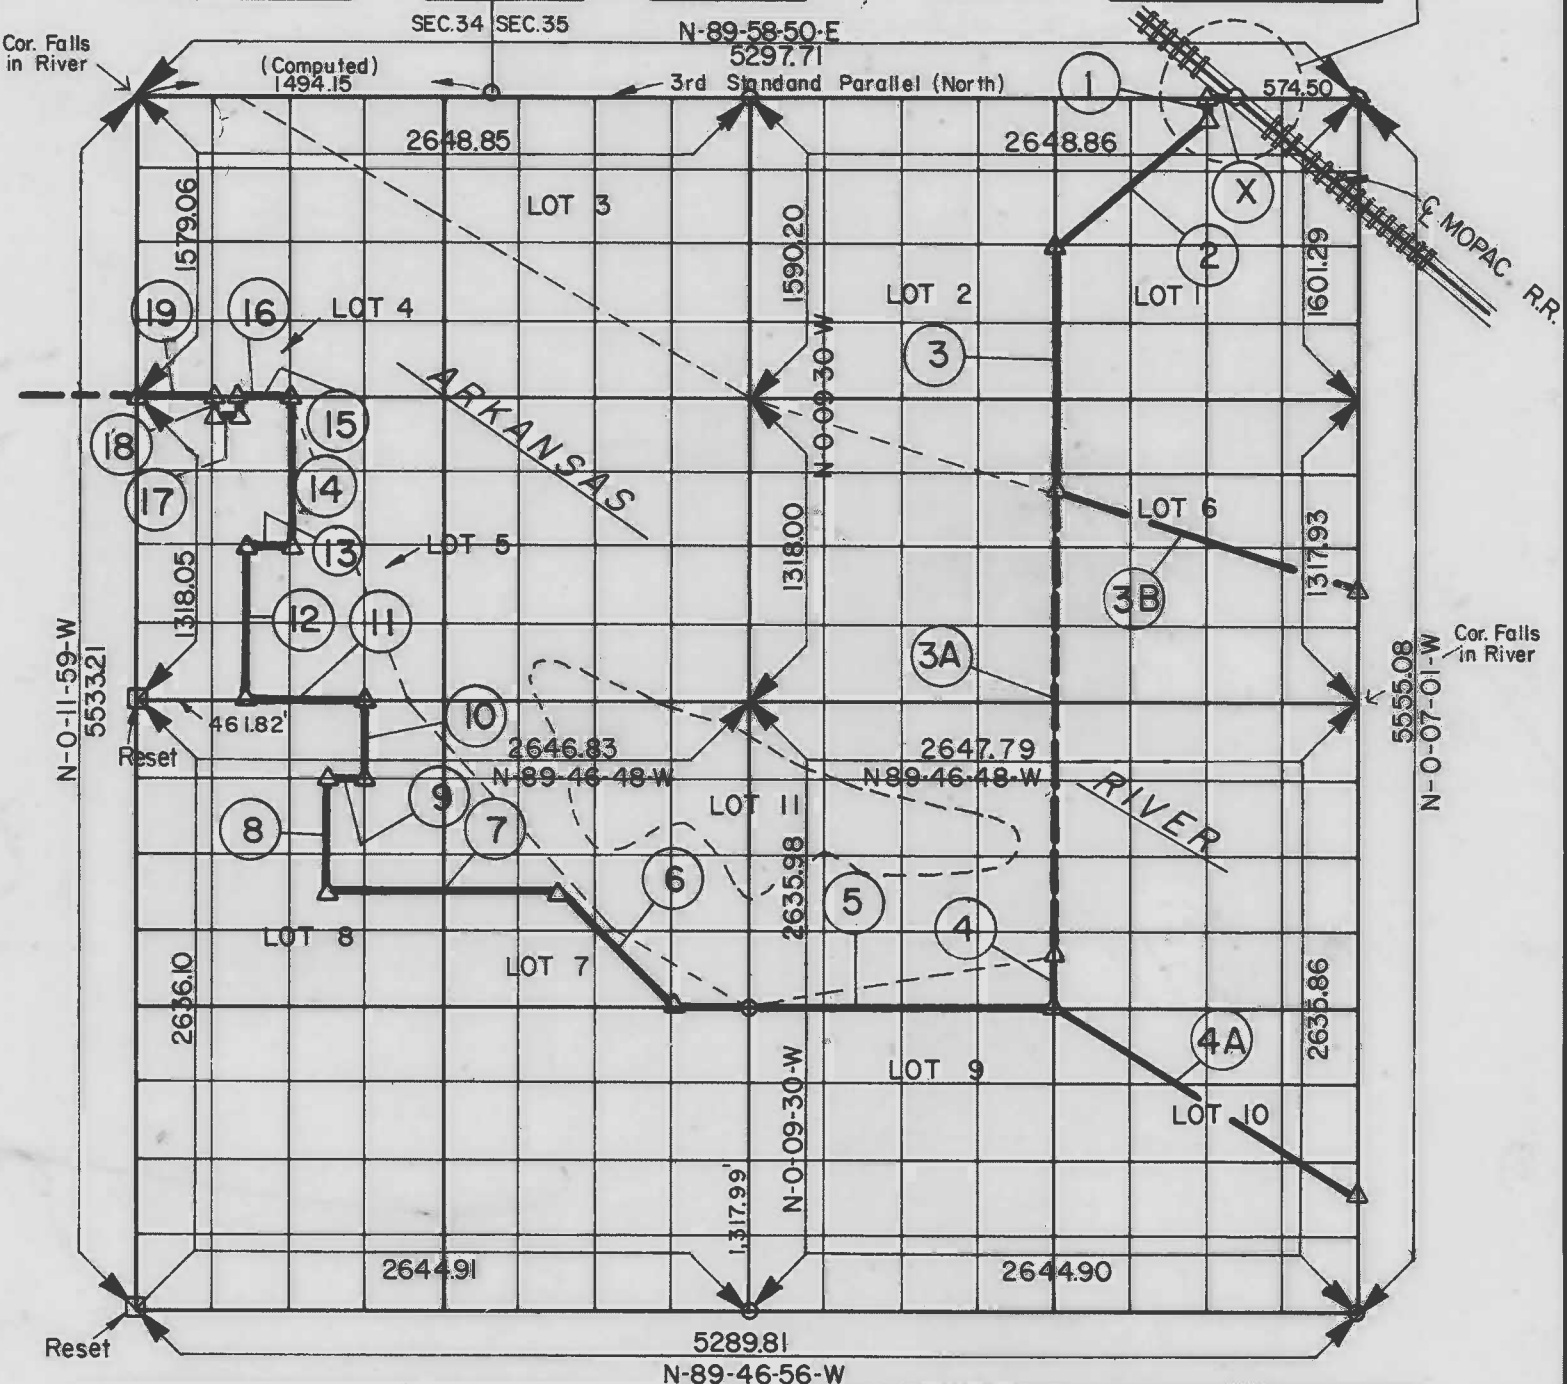 SEC.34 SEC.35
N-89-58-50-E
5297.71
Cor. Falls
in River
(Computed)
1494.15
3rd Standand Parallel (North)
1
574.50
2648.85
2648.86
X
1579.06
LOT 3
1590.20
2
1601.29
℄ MOPAC R.R.
19
16
LOT 4
LOT 2
LOT 1
3
N-0-09-30-W
ARKANSAS
18
15
17
14
LOT 6
13
LOT 5
1318.05
1318.00
1317.93
12
11
3B
N-0-11-59-W
5533.21
3A
Cor. Falls
in River
5555.08
N-0-07-01-W
461.82'
Reset
10
2646.83
N-89-46-48-W
2647.79
N-89-46-48-W
RIVER
9
LOT 11
8
7
6
2635.98
5
4
LOT 8
LOT 7
2636.10
2635.86
4A
LOT 9
N-0-09-30-W
LOT 10
1,317.99'
2644.91
2644.90
Reset
5289.81
N-89-46-56-W